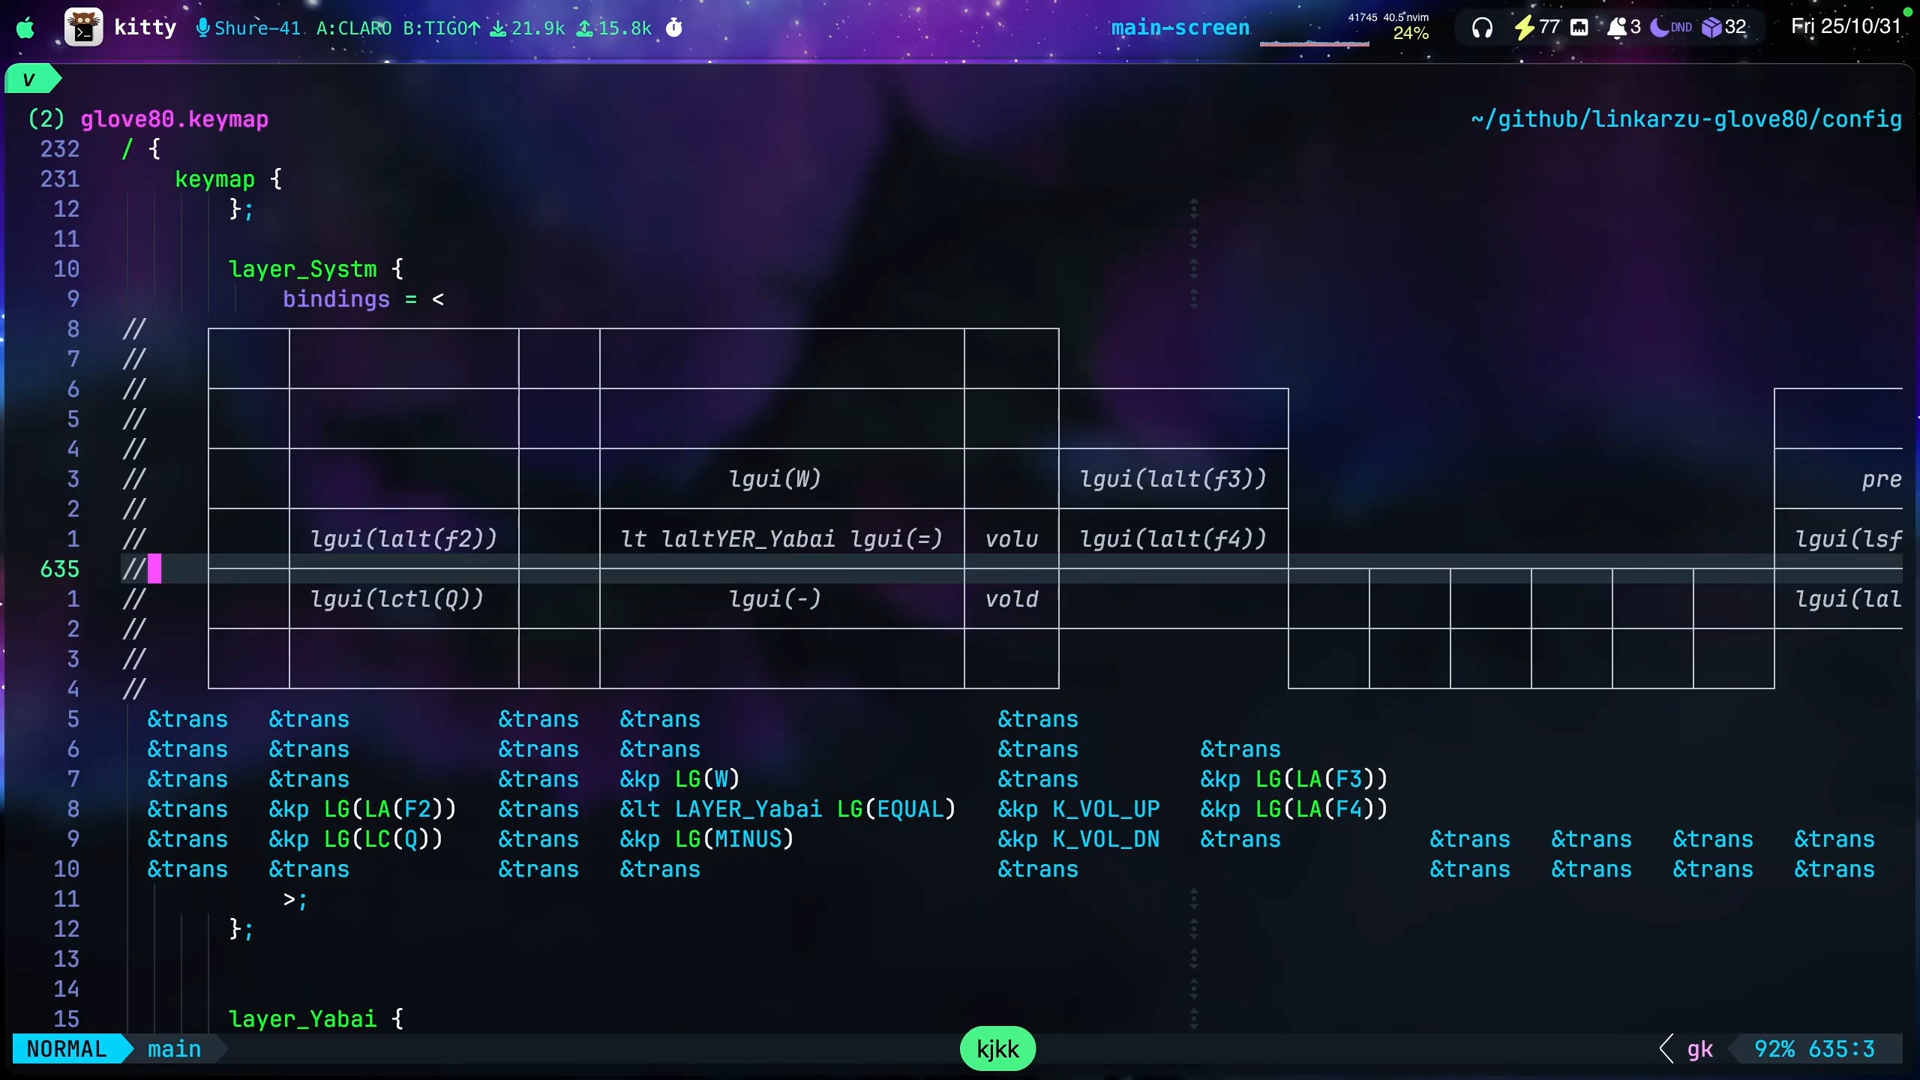 kitty Shure-41 A:CLARO B:TIGO↑ 21.9k 15.8k main-screen 41745 40.5 nvim 24% 77 3 DND 32 Fri 25/10/31
v
(2) glove80.keymap ~/github/linkarzu-glove80/config
232 / {
231 keymap {
12 };
11
10 layer_Systm {
9 bindings = <
8 //
7 //
6 //
5 //
4 //
3 // lgui(W) lgui(lalt(f3)) pre
2 //
1 // lgui(lalt(f2)) lt laltYER_Yabai lgui(=) volu lgui(lalt(f4)) lgui(lsf
635 //
1 // lgui(lctl(Q)) lgui(-) vold lgui(lal
2 //
3 //
4 //
5 &trans &trans &trans &trans &trans
6 &trans &trans &trans &trans &trans &trans
7 &trans &trans &trans &kp LG(W) &trans &kp LG(LA(F3))
8 &trans &kp LG(LA(F2)) &trans &lt LAYER_Yabai LG(EQUAL) &kp K_VOL_UP &kp LG(LA(F4))
9 &trans &kp LG(LC(Q)) &trans &kp LG(MINUS) &kp K_VOL_DN &trans &trans &trans &trans &trans
10 &trans &trans &trans &trans &trans &trans &trans &trans &trans
11 >;
12 };
13
14
15 layer_Yabai {
NORMAL main kjkk gk 92% 635:3